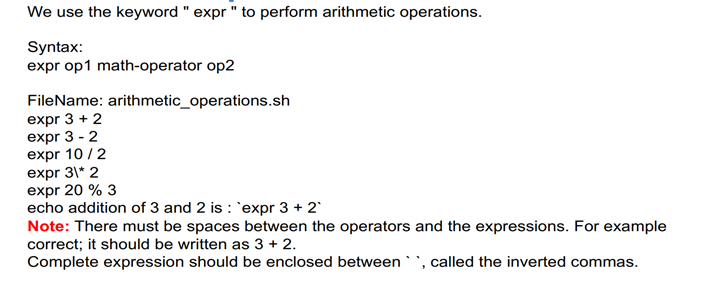 We use the keyword " expr " to perform arithmetic operations.
Syntax:
expr op1 math-operator op2
FileName: arithmetic_operations.sh
expr 3 + 2
expr 3 - 2
expr 10 / 2
expr 3\* 2
expr 20 % 3
echo addition of 3 and 2 is : `expr 3 + 2`
Note: There must be spaces between the operators and the expressions. For example
correct; it should be written as 3 + 2.
Complete expression should be enclosed between ` `, called the inverted commas.